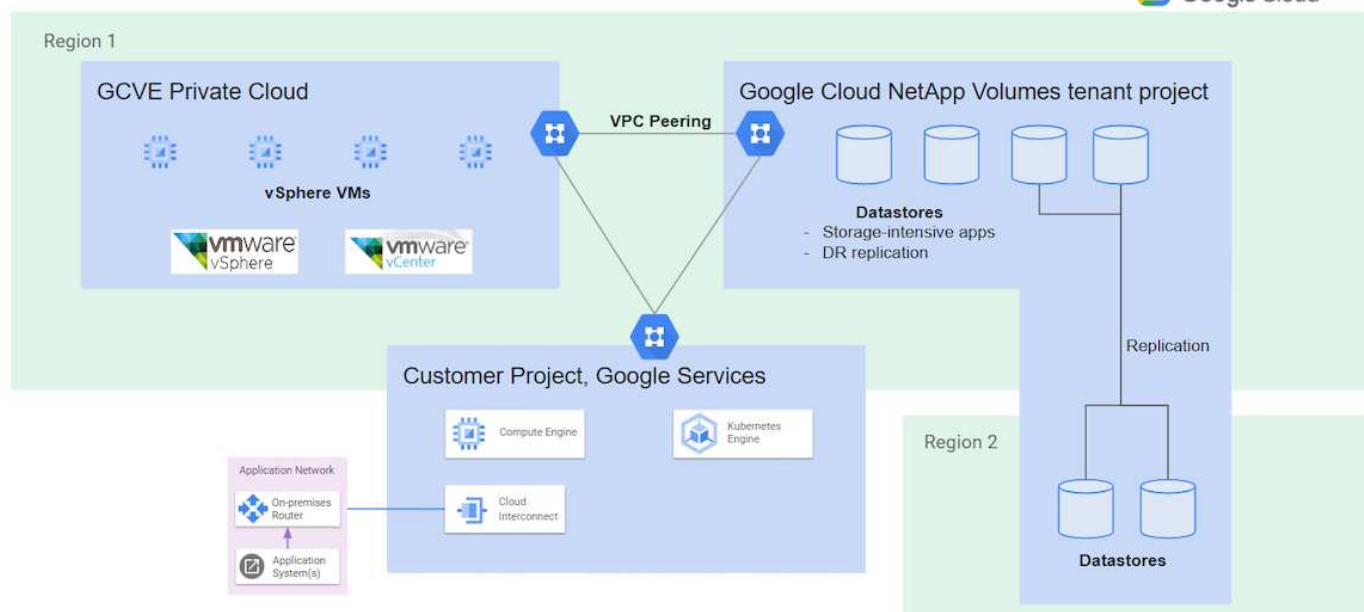 Google Cloud
Region 1
GCVE Private Cloud
vSphere VMs
vmware®
vSphere
vmware®
vCenter
VPC Peering
Google Cloud NetApp Volumes tenant project
Datastores
- Storage-intensive apps
- DR replication
Replication
Customer Project, Google Services
Compute Engine
Kubernetes
Engine
Cloud
Interconnect
Application Network
On-premises
Router
Application
System(s)
Region 2
Datastores